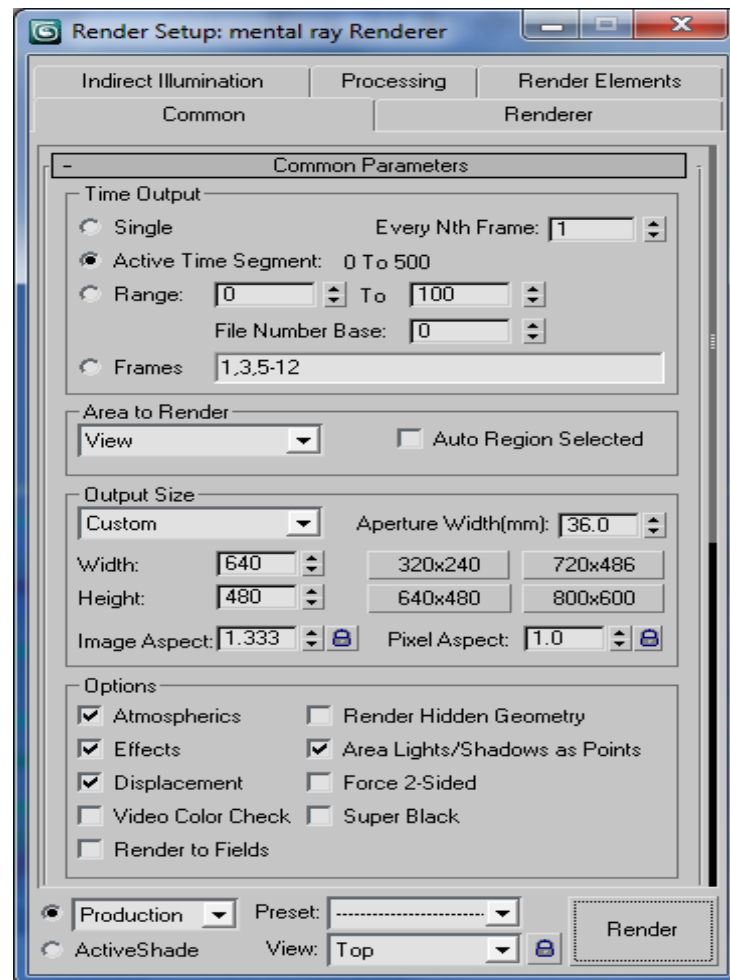 Render Setup: mental ray Renderer
Indirect Illumination Processing Render Elements
Common Renderer
- Common Parameters -
Time Output
Single Every Nth Frame: 1
Active Time Segment: 0 To 500
Range: 0 To 100
File Number Base: 0
Frames 1,3,5-12
Area to Render
View Auto Region Selected
Output Size
Custom Aperture Width(mm): 36.0
Width: 640 320x240 720x486
Height: 480 640x480 800x600
Image Aspect: 1.333 Pixel Aspect: 1.0
Options
Atmospherics Render Hidden Geometry
Effects Area Lights/Shadows as Points
Displacement Force 2-Sided
Video Color Check Super Black
Render to Fields
Production Preset: -----------------------
ActiveShade View: Top Render